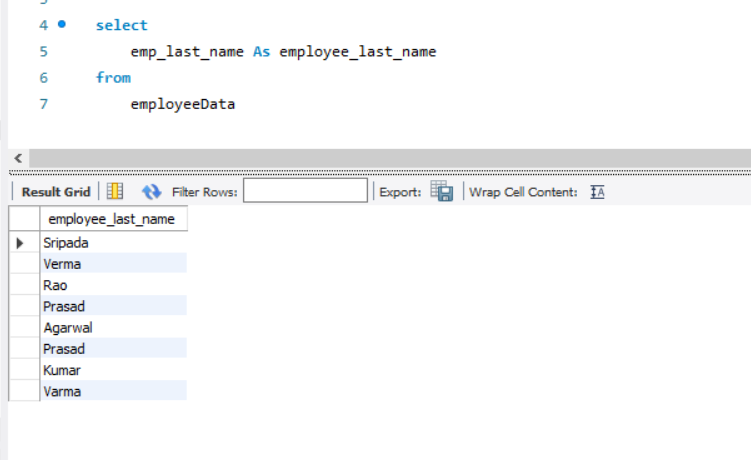 4 select
5 emp_last_name As employee_last_name
6 from
7 employeeData
Result Grid Filter Rows: Export: Wrap Cell Content:
employee_last_name
Sripada
Verma
Rao
Prasad
Agarwal
Prasad
Kumar
Varma